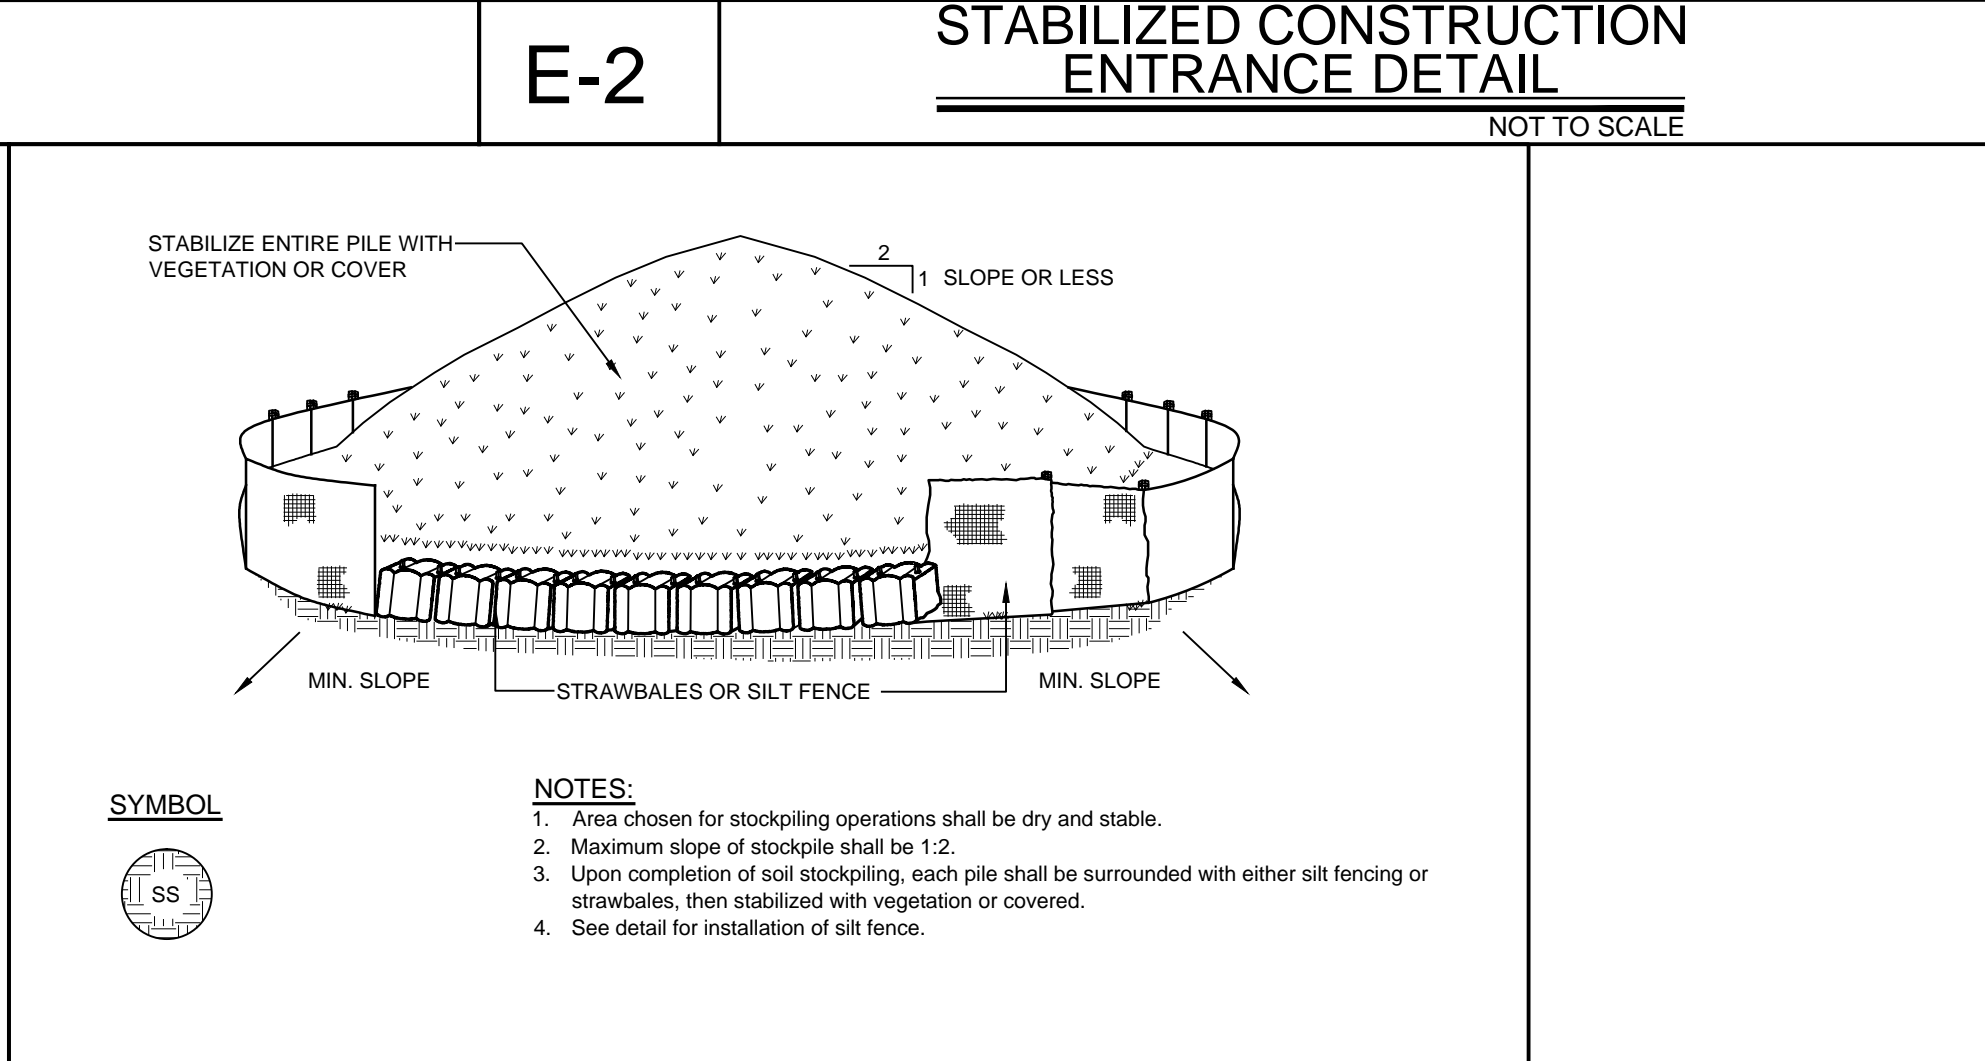 E-2
STABILIZED CONSTRUCTION
ENTRANCE DETAIL
NOT TO SCALE
STABILIZE ENTIRE PILE WITH
VEGETATION OR COVER
2
1 SLOPE OR LESS
MIN. SLOPE
STRAWBALES OR SILT FENCE
MIN. SLOPE
SYMBOL
SS
NOTES:
1. Area chosen for stockpiling operations shall be dry and stable.
2. Maximum slope of stockpile shall be 1:2.
3. Upon completion of soil stockpiling, each pile shall be surrounded with either silt fencing or
strawbales, then stabilized with vegetation or covered.
4. See detail for installation of silt fence.